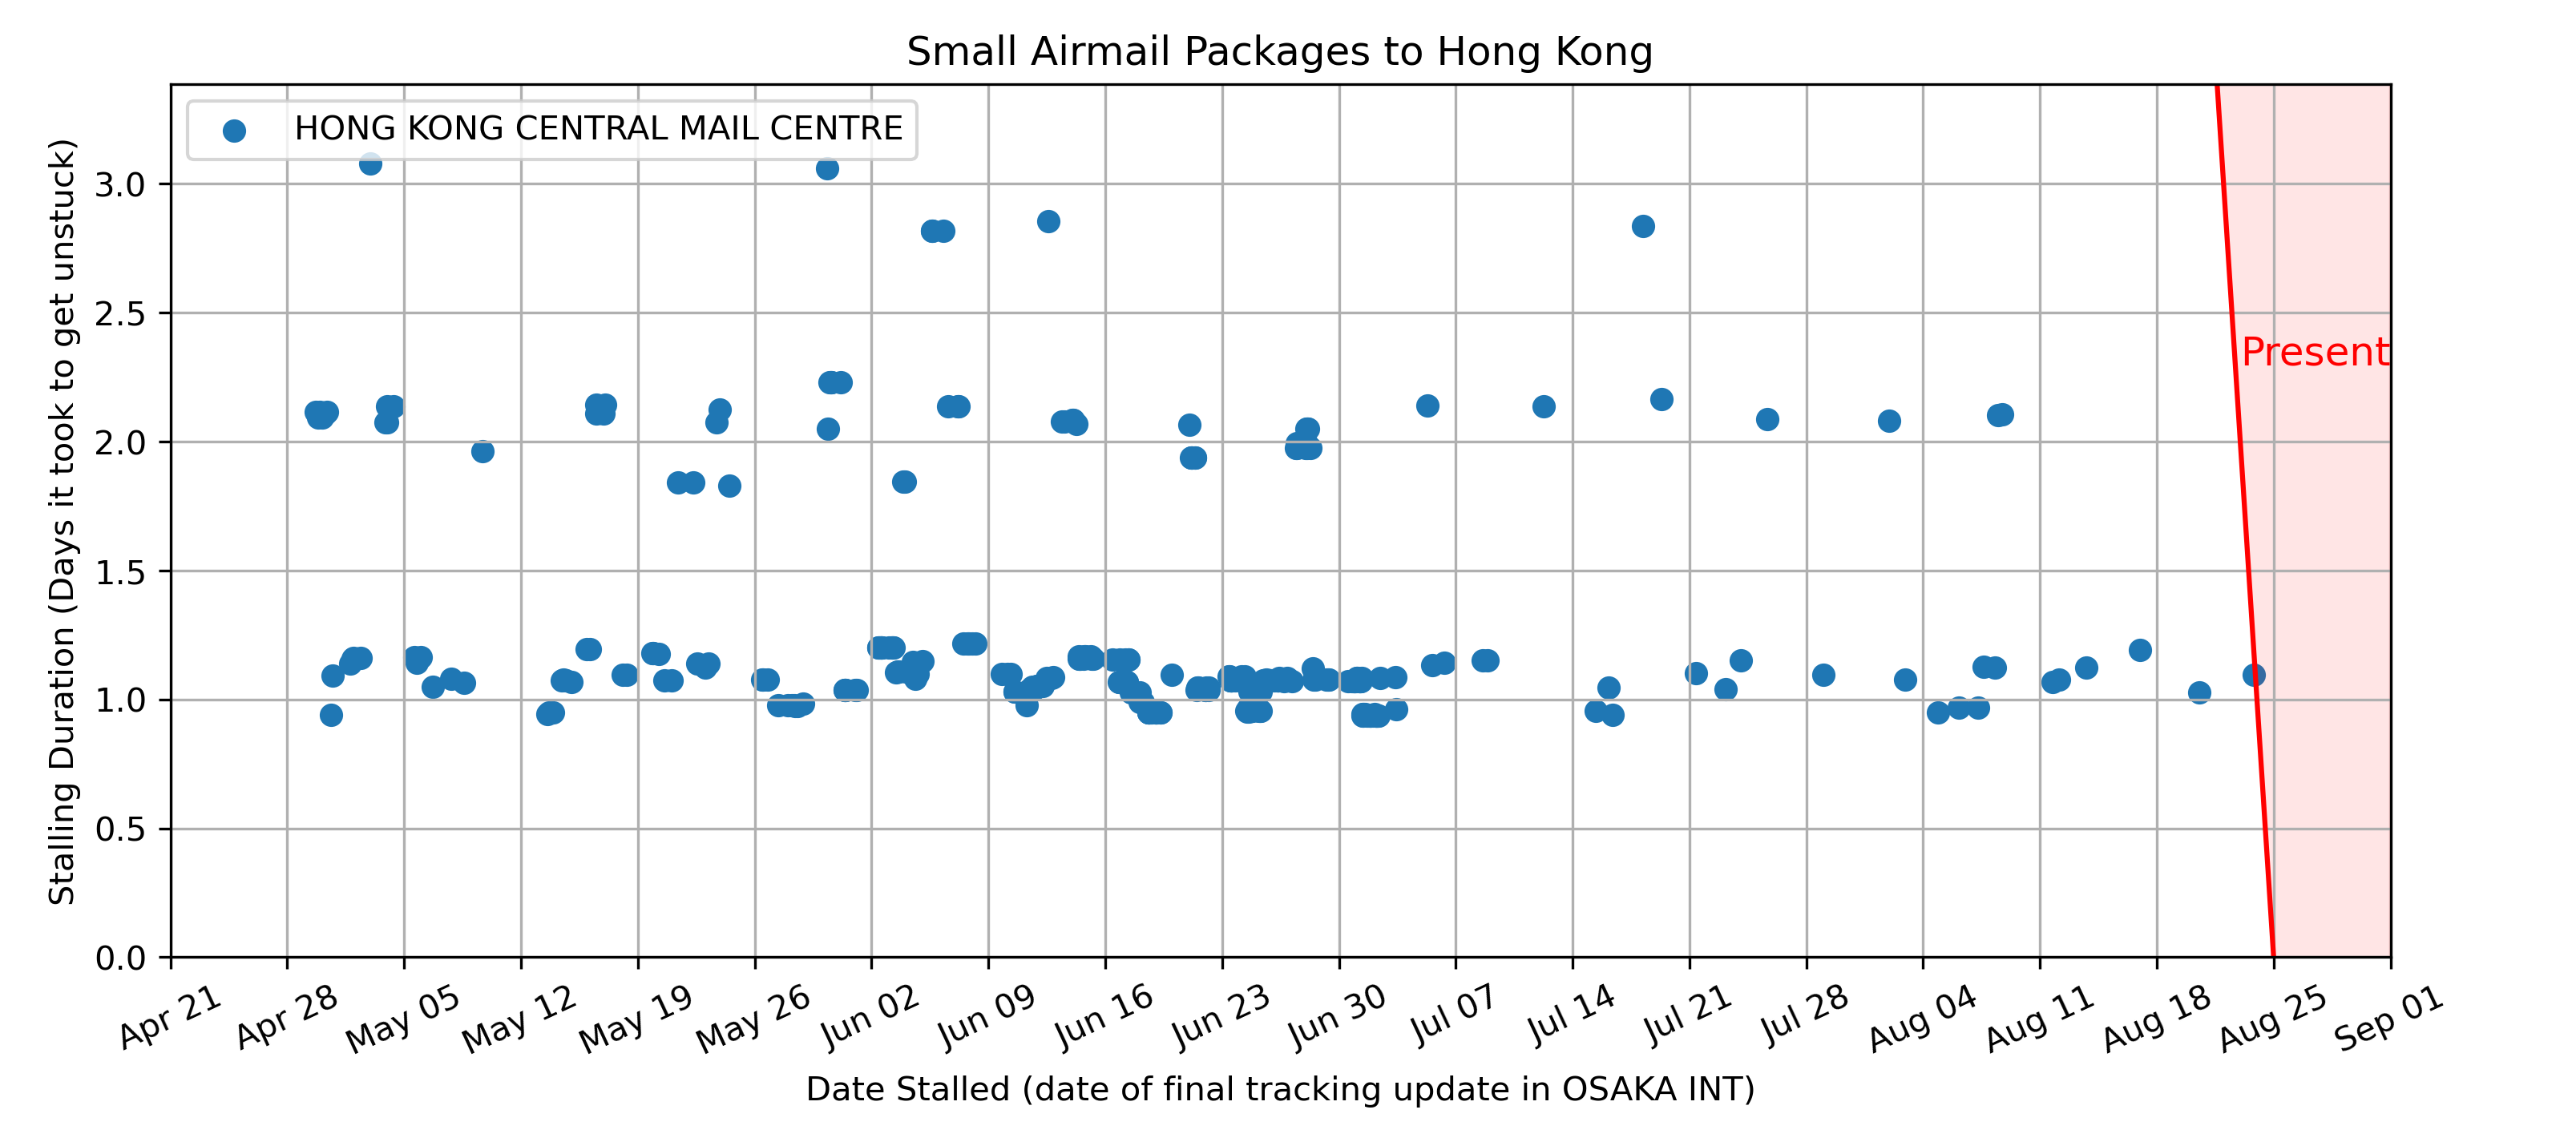 Small Airmail Packages to Hong Kong
HONG KONG CENTRAL MAIL CENTRE
Stalling Duration (Days it took to get unstuck)
3.0
2.5
2.0
1.5
1.0
0.5
0.0
Present
Apr 21
Apr 28
May 05
May 12
May 19
May 26
Jun 02
Jun 09
Jun 16
Jun 23
Jun 30
Jul 07
Jul 14
Jul 21
Jul 28
Aug 04
Aug 11
Aug 18
Aug 25
Sep 01
Date Stalled (date of final tracking update in OSAKA INT)